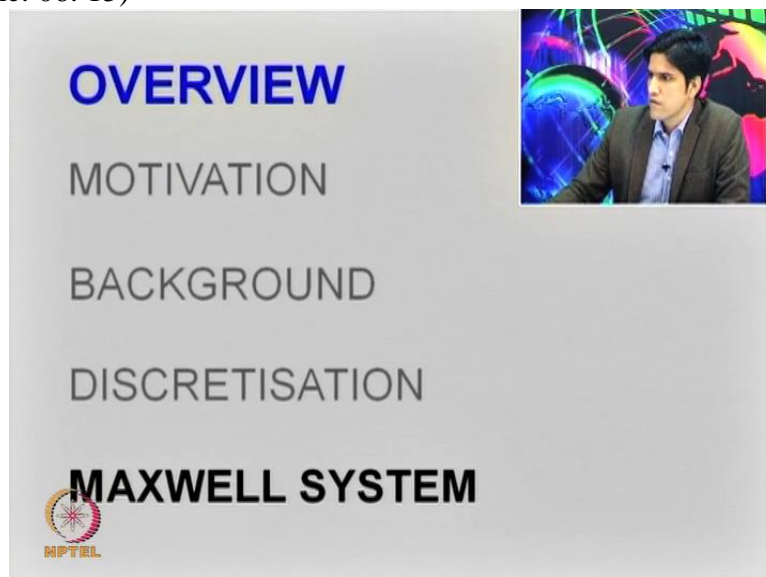 OVERVIEW
MOTIVATION
BACKGROUND
DISCRETISATION
MAXWELL SYSTEM
NPTEL